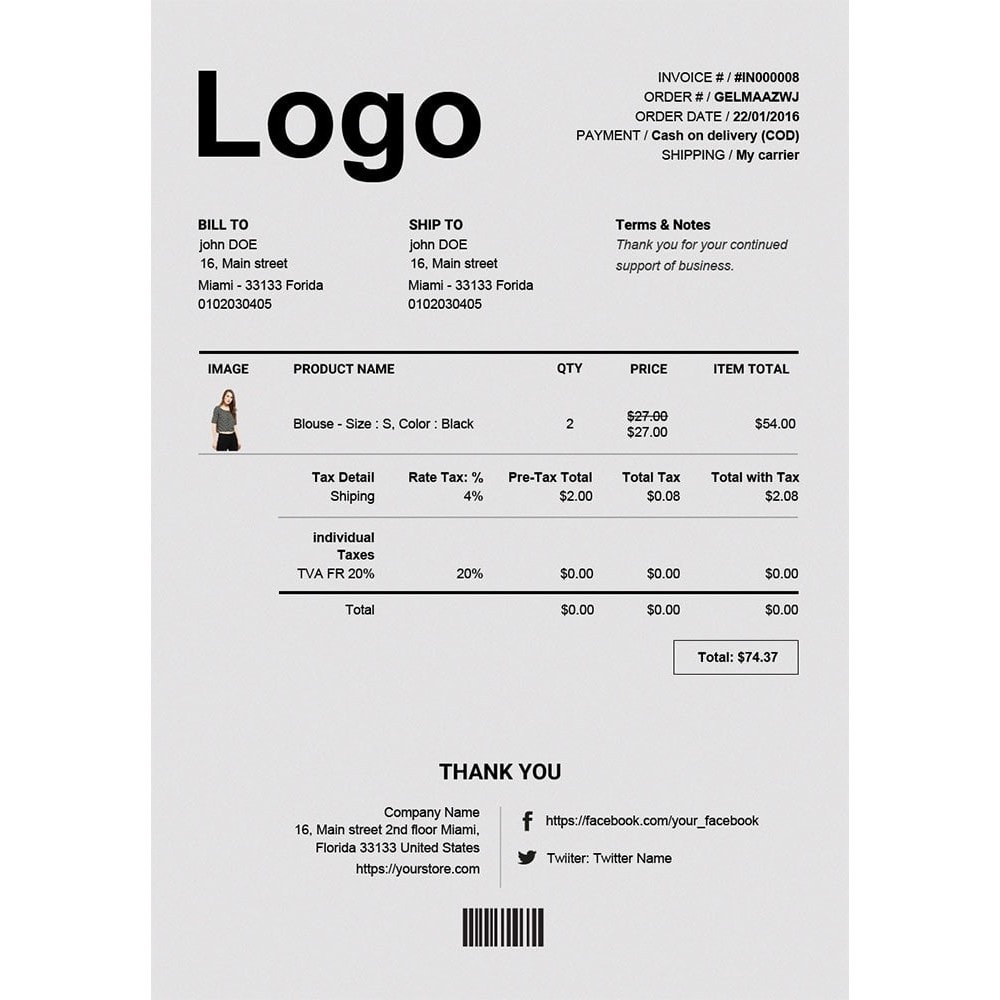 Logo
INVOICE # / #IN000008
ORDER # / GELMAAZWJ
ORDER DATE / 22/01/2016
PAYMENT / Cash on delivery (COD)
SHIPPING / My carrier
BILL TO
john DOE
16, Main street
Miami - 33133 Forida
0102030405
SHIP TO
john DOE
16, Main street
Miami - 33133 Forida
0102030405
Terms & Notes
Thank you for your continued
support of business.
IMAGE PRODUCT NAME QTY PRICE ITEM TOTAL
$27.00
Blouse - Size : S, Color : Black 2 $27.00 $54.00
Tax Detail Rate Tax: % Pre-Tax Total Total Tax Total with Tax
Shiping 4% $2.00 $0.08 $2.08
individual
Taxes
TVA FR 20% 20% $0.00 $0.00 $0.00
Total $0.00 $0.00 $0.00
Total: $74.37
THANK YOU
Company Name
16, Main street 2nd floor Miami,
Florida 33133 United States
https://yourstore.com
https://facebook.com/your_facebook
Twiiter: Twitter Name